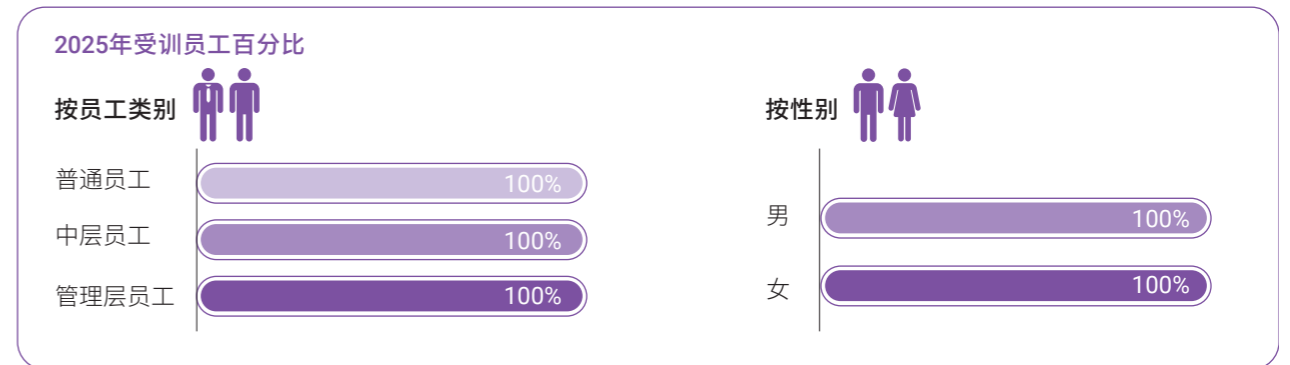 2025年受训员工百分比
按员工类别
普通员工 100%
中层员工 100%
管理层员工 100%
按性别
男 100%
女 100%